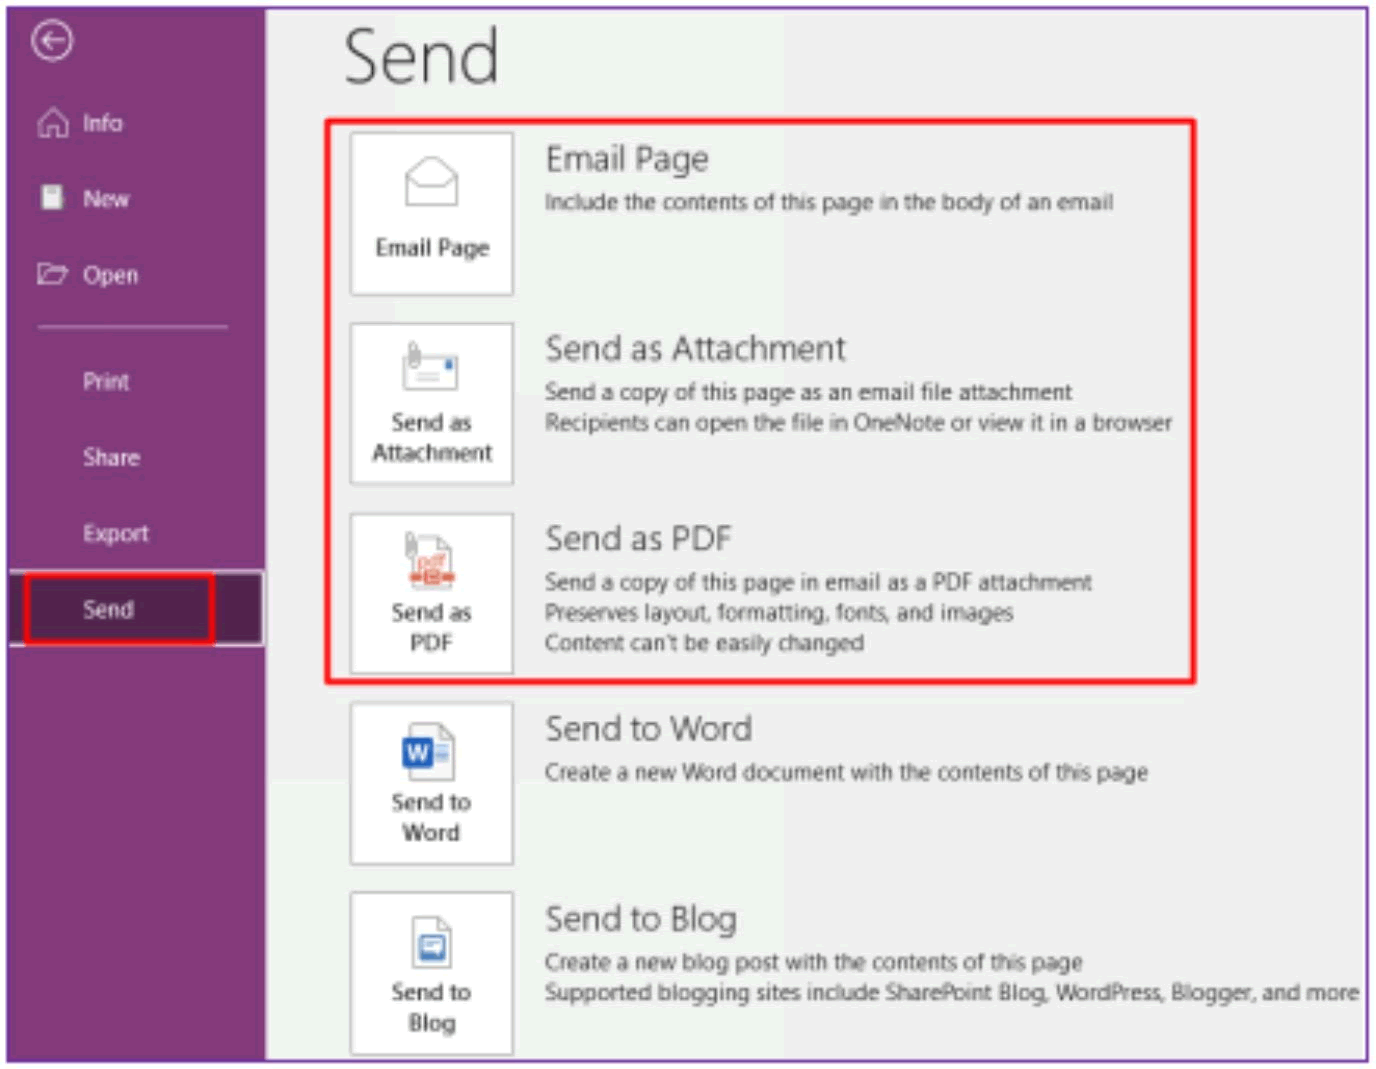 Send
Info
New
Open
Print
Share
Export
Send
Email Page
Email Page
Include the contents of this page in the body of an email
Send as
Attachment
Send as Attachment
Send a copy of this page as an email file attachment
Recipients can open the file in OneNote or view it in a browser
pdf
Send as
PDF
Send as PDF
Send a copy of this page in email as a PDF attachment
Preserves layout, formatting, fonts, and images
Content can't be easily changed
W
Send to
Word
Send to Word
Create a new Word document with the contents of this page
Send to
Blog
Send to Blog
Create a new blog post with the contents of this page
Supported blogging sites include SharePoint Blog, WordPress, Blogger, and more